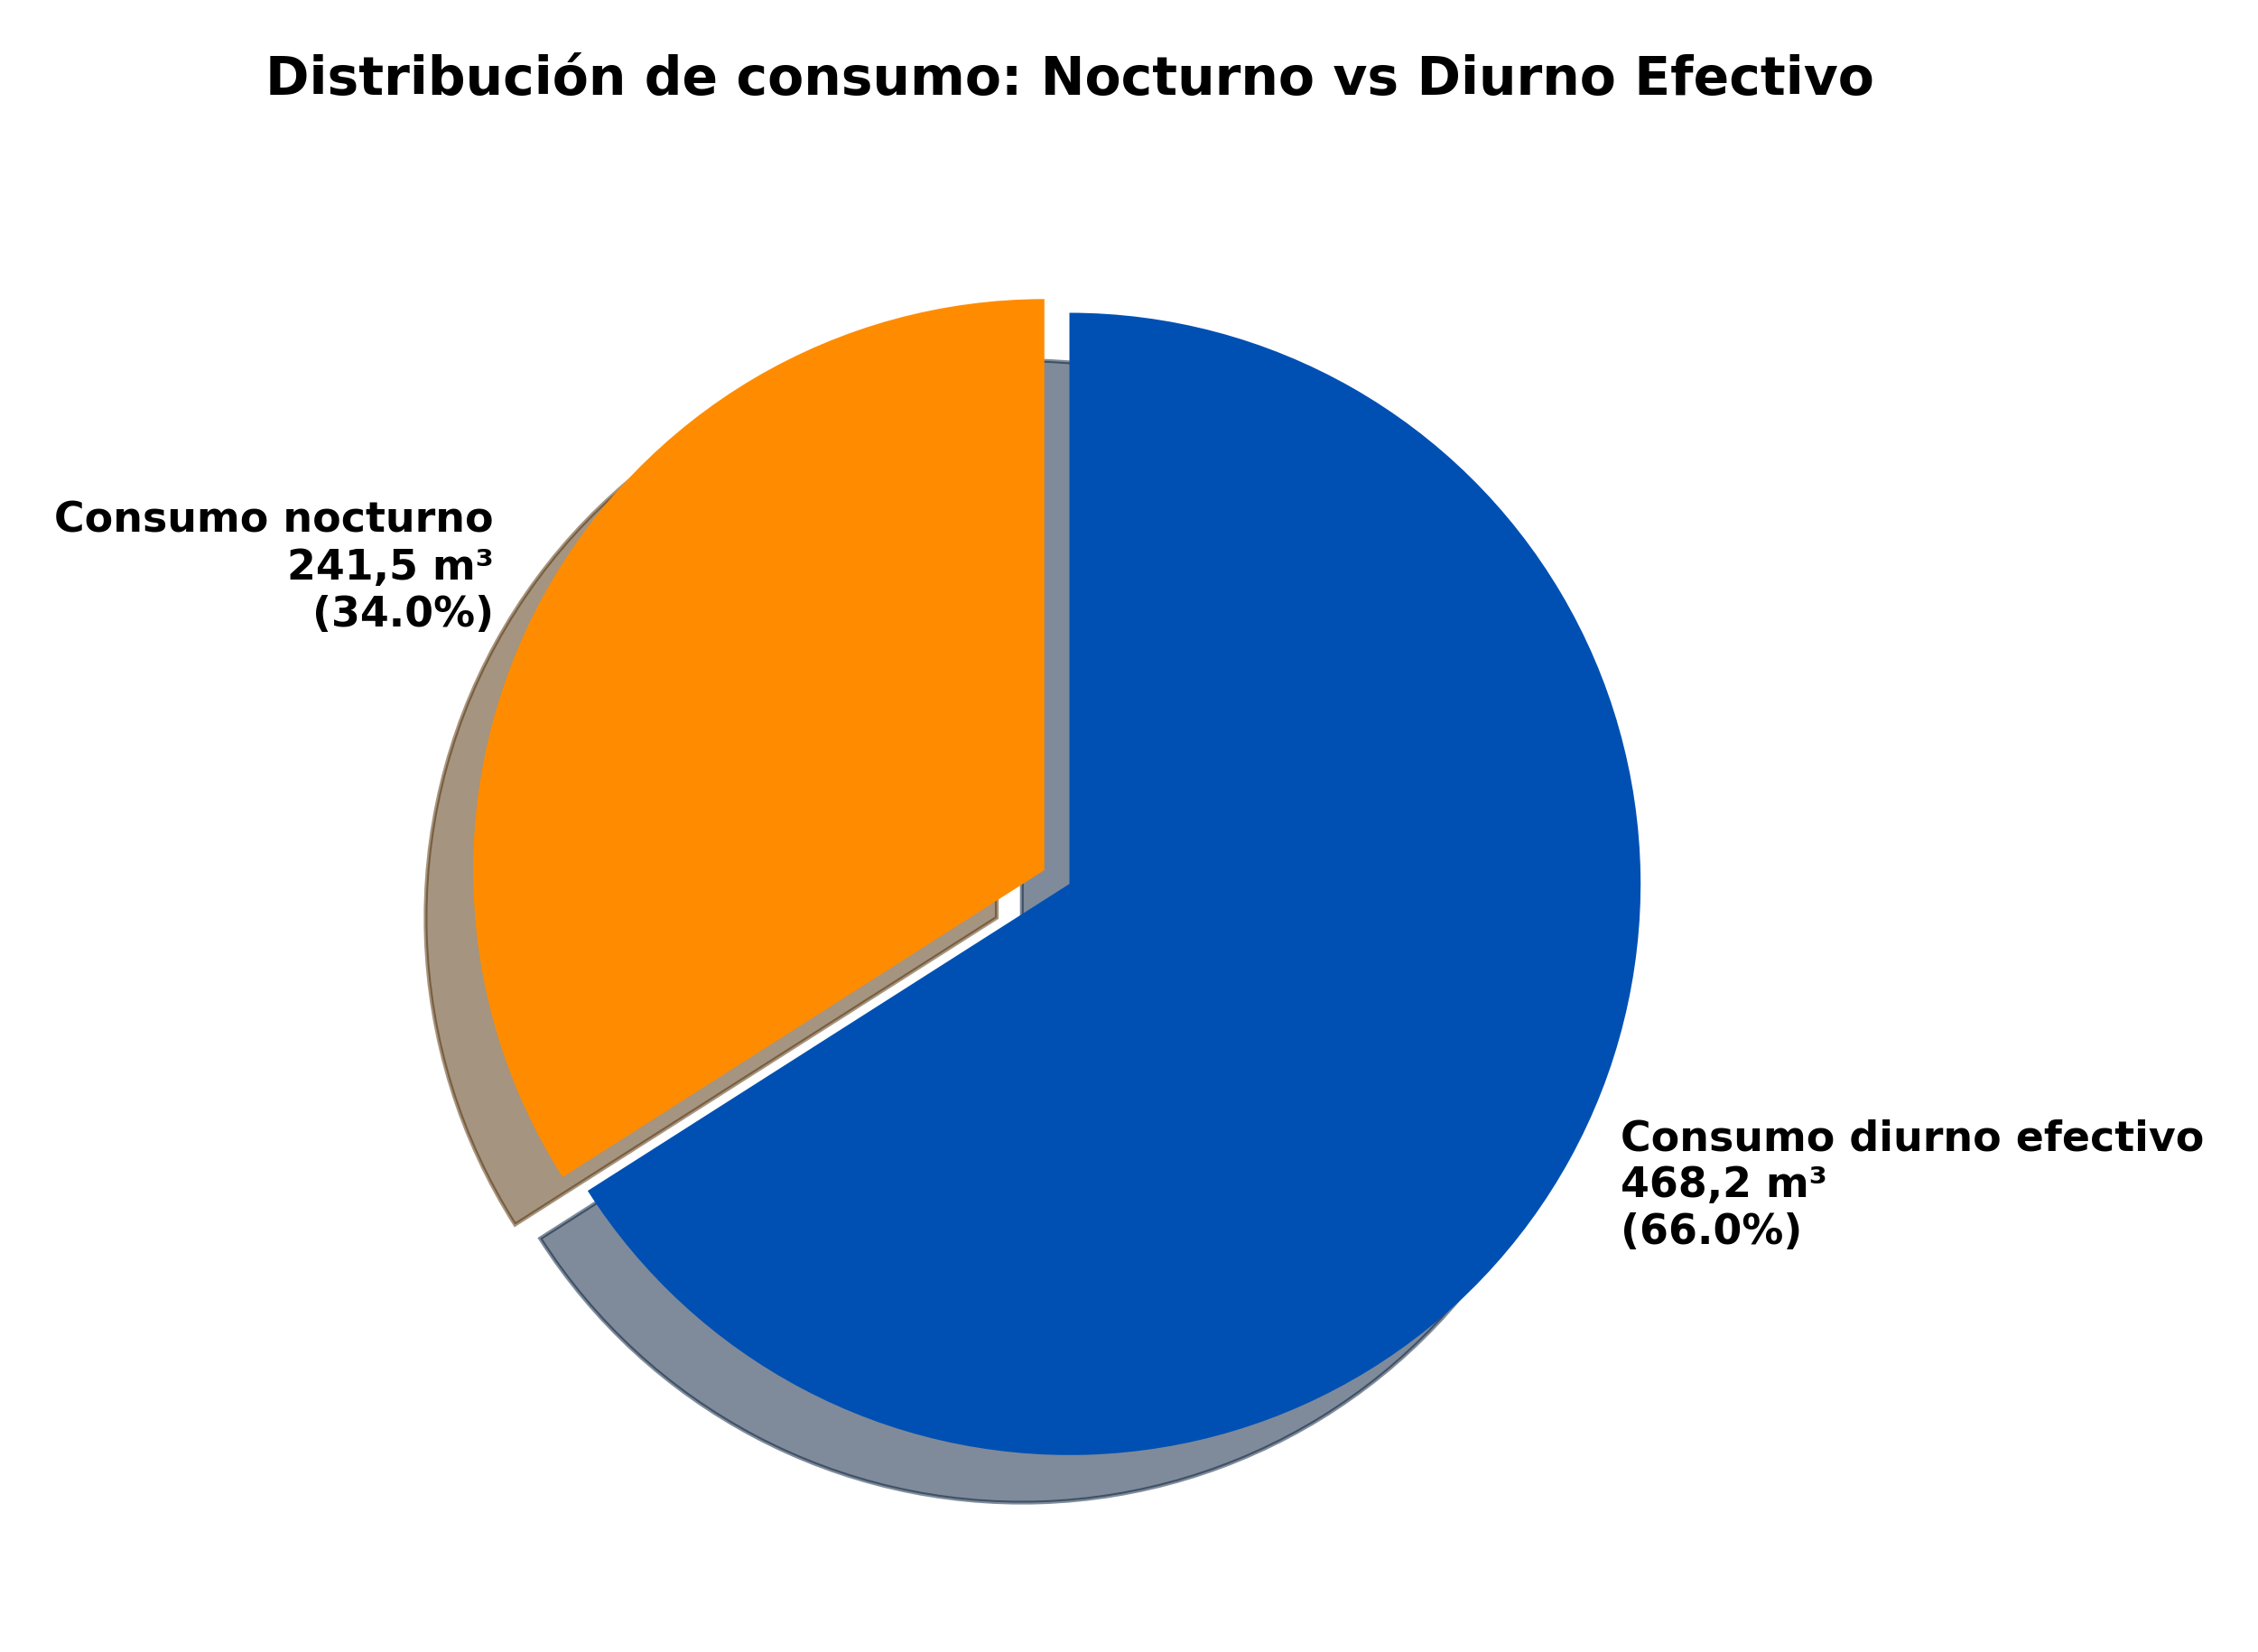 Distribución de consumo: Nocturno vs Diurno Efectivo
Consumo nocturno
241,5 m³
(34.0%)
Consumo diurno efectivo
468,2 m³
(66.0%)